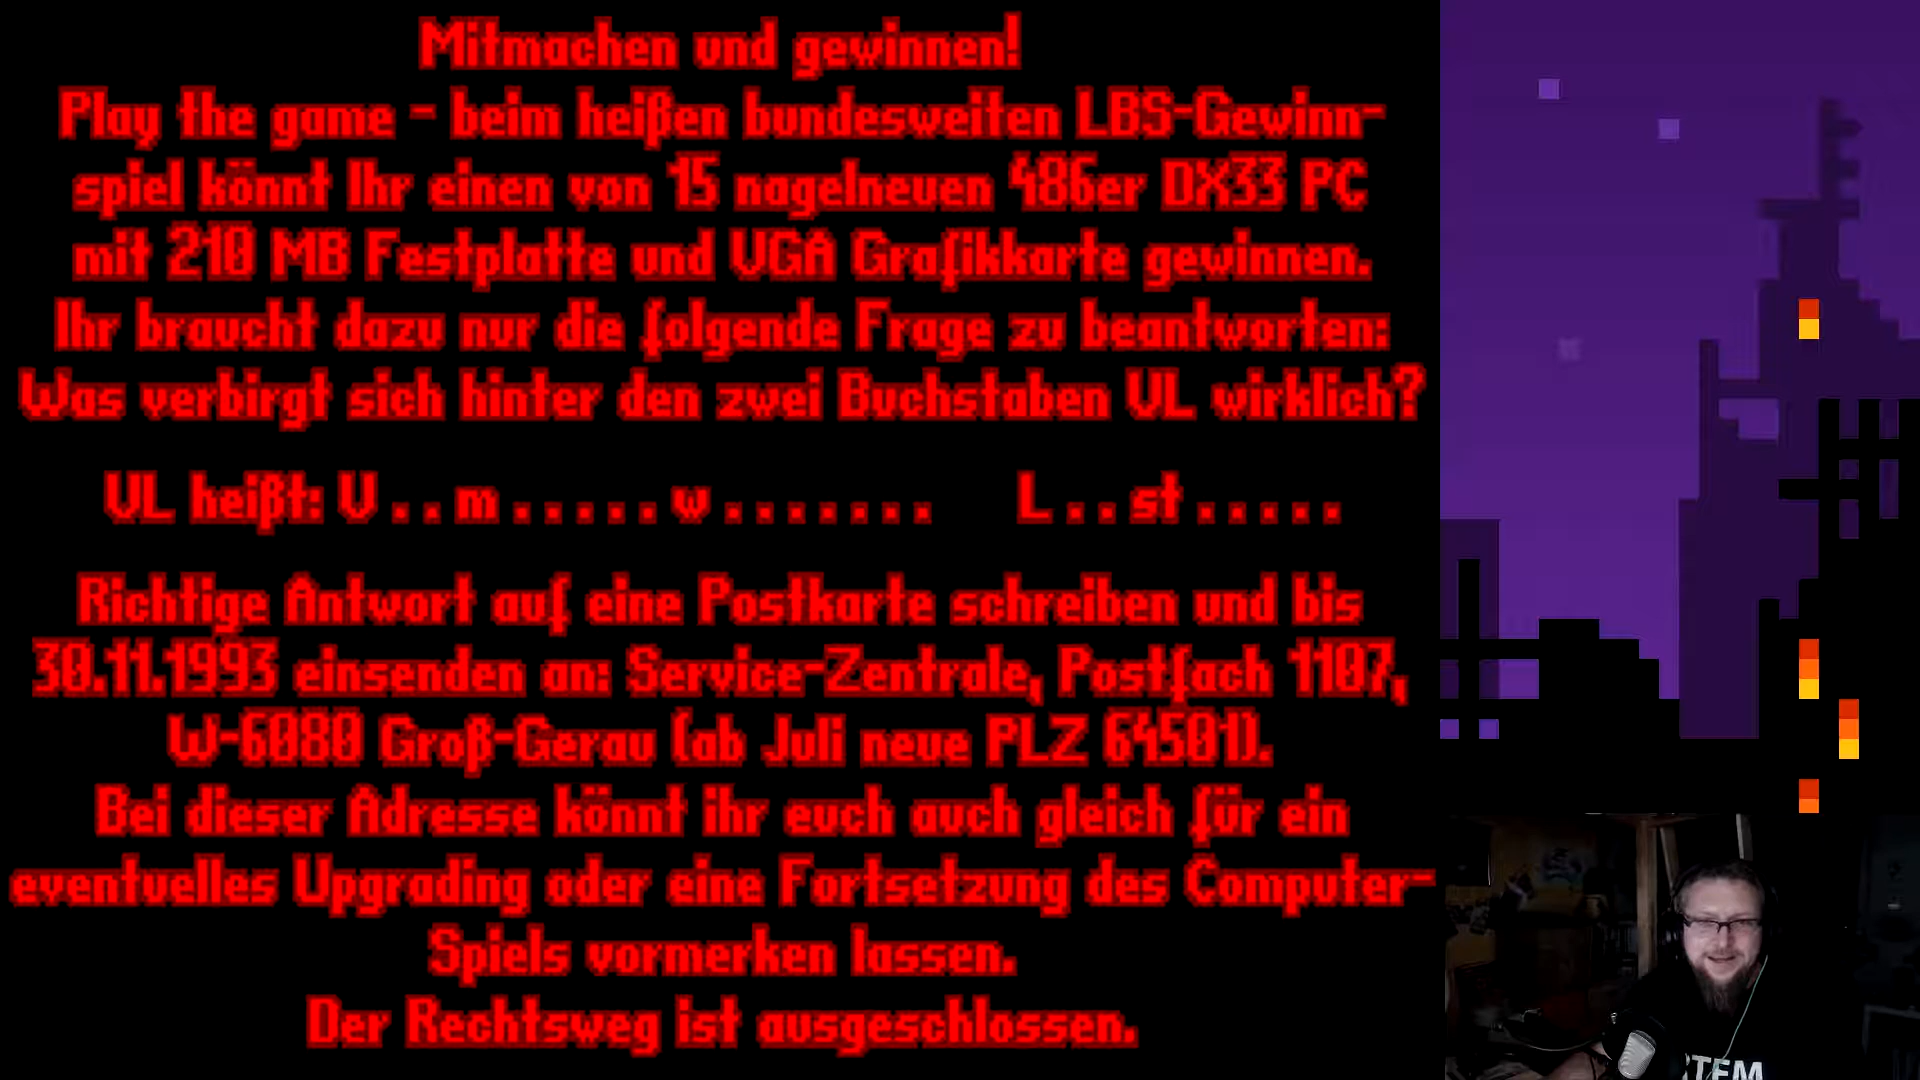 Mitmachen und gewinnen!
Play the game - beim heißen bundesweiten LBS-Gewinn-
spiel könnt Ihr einen von 15 nagelneuen 486er DX33 PC
mit 210 MB Festplatte und VGA Grafikkarte gewinnen.
Ihr braucht dazu nur die folgende Frage zu beantworten:
Was verbirgt sich hinter den zwei Buchstaben VL wirklich?
VL heißt: V . . m . . . . . w . . . . . . . L . . st . . . . .
Richtige Antwort auf eine Postkarte schreiben und bis
30.11.1993 einsenden an: Service-Zentrale, Postfach 1107,
W-6080 Groß-Gerau (ab Juli neue PLZ 64501).
Bei dieser Adresse könnt ihr euch auch gleich für ein
eventuelles Upgrading oder eine Fortsetzung des Computer-
Spiels vormerken lassen.
Der Rechtsweg ist ausgeschlossen.